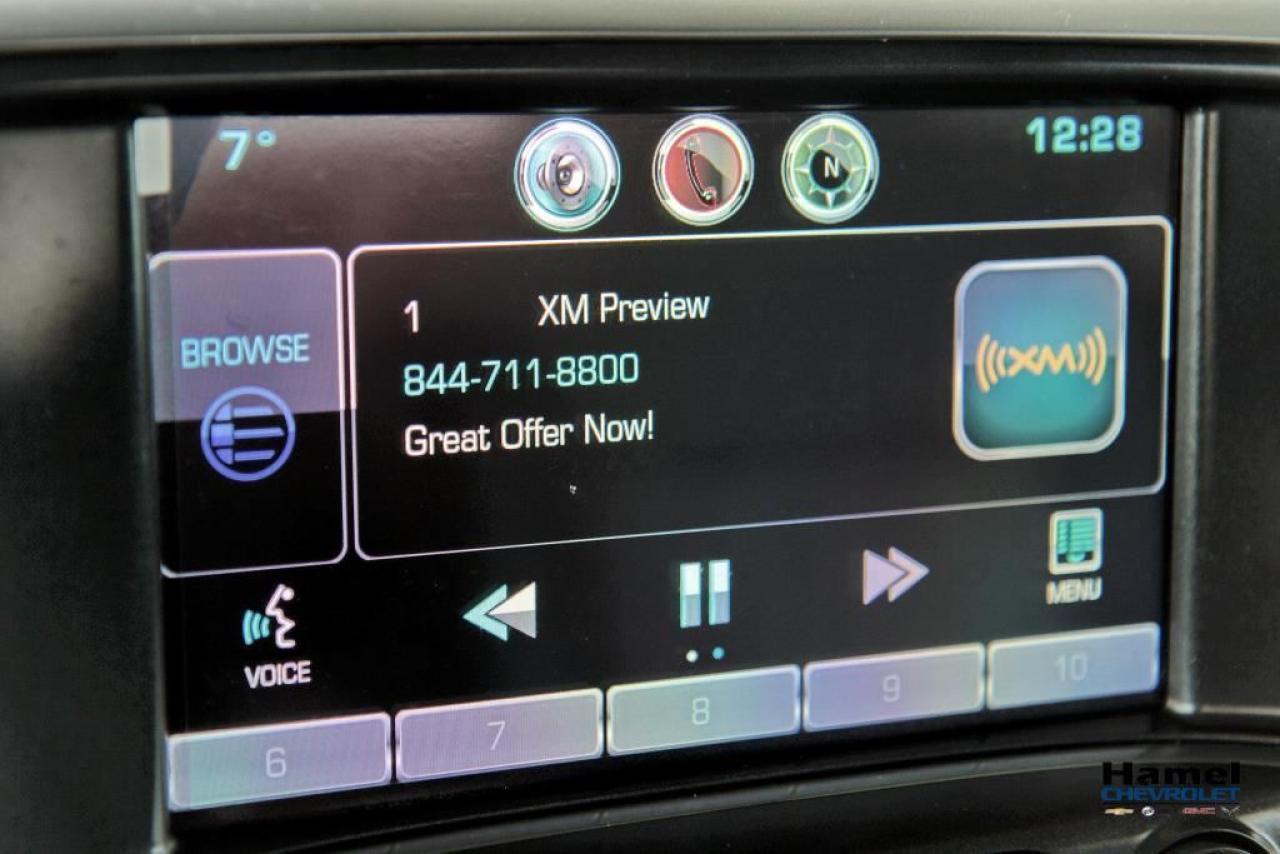 7°
N
12:28
BROWSE
1 XM Preview
844-711-8800
Great Offer Now!
(((XM)))
VOICE
MENU
6 7 8 9 10
Hamel
CHEVROLET
GMC